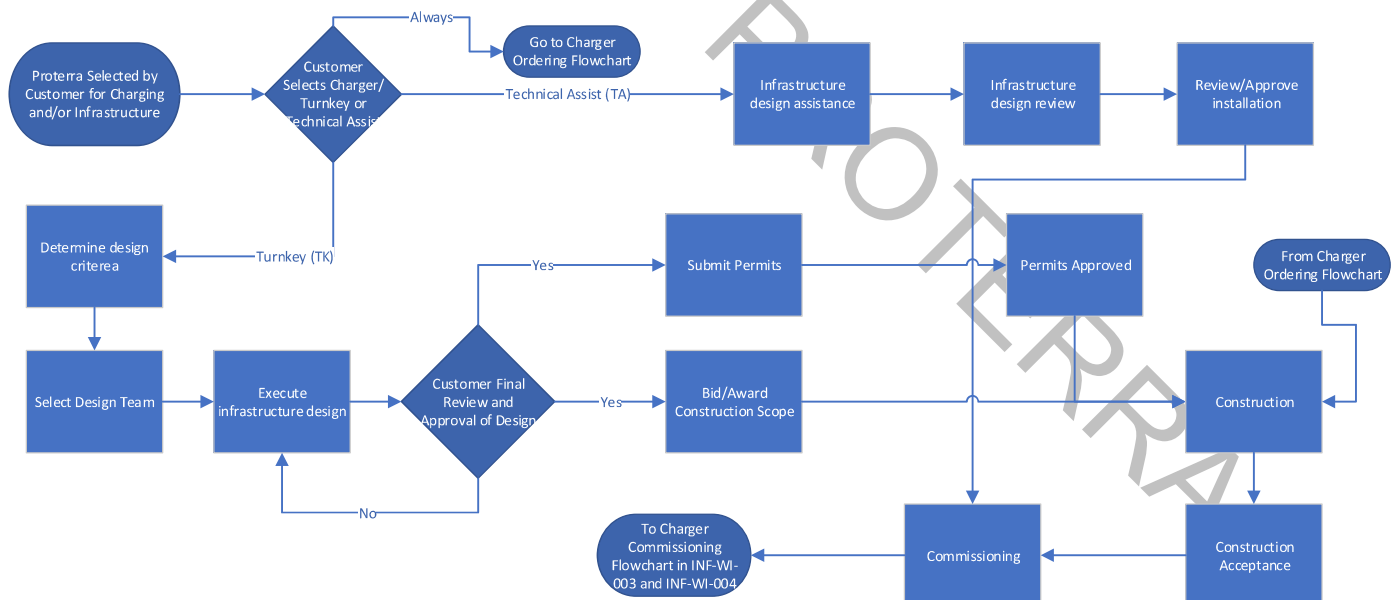 Always
Go to Charger
Ordering Flowchart
Proterra Selected by
Customer for Charging
and/or Infrastructure
Customer
Selects Charger/
Turnkey or
Technical Assist
Technical Assist (TA)
Infrastructure
design assistance
Infrastructure
design review
Review/Approve
installation
Turnkey (TK)
Determine design
criterea
Yes
Submit Permits
Permits Approved
From Charger
Ordering Flowchart
Select Design Team
Execute
infrastructure design
Customer Final
Review and
Approval of Design
Yes
Bid/Award
Construction Scope
Construction
No
To Charger
Commissioning
Flowchart in INF-WI-
003 and INF-WI-004
Commissioning
Construction
Acceptance
PROTERRA